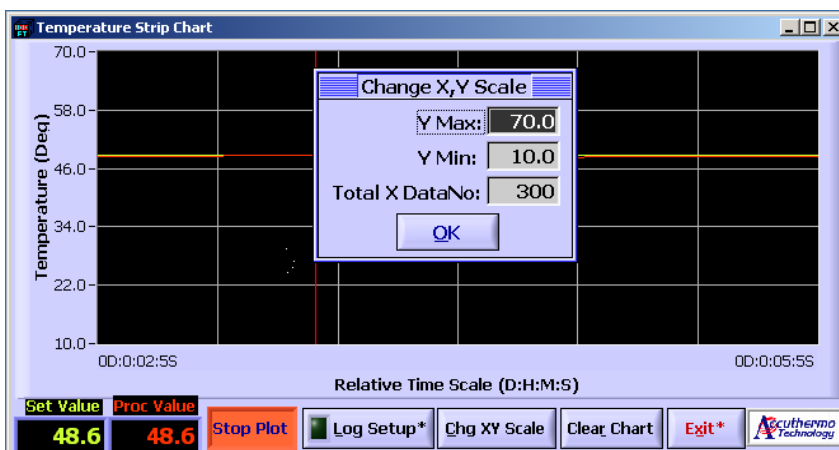 Temperature Strip Chart
70.0
58.0
46.0
34.0
22.0
10.0
Temperature (Deg)
Change X,Y Scale
Y Max: 70.0
Y Min: 10.0
Total X DataNo: 300
OK
0D:0:02:5S
0D:0:05:5S
Relative Time Scale (D:H:M:S)
Set Value Proc Value
48.6 48.6
Stop Plot Log Setup* Chg XY Scale Clear Chart Exit* Accuthermo Technology